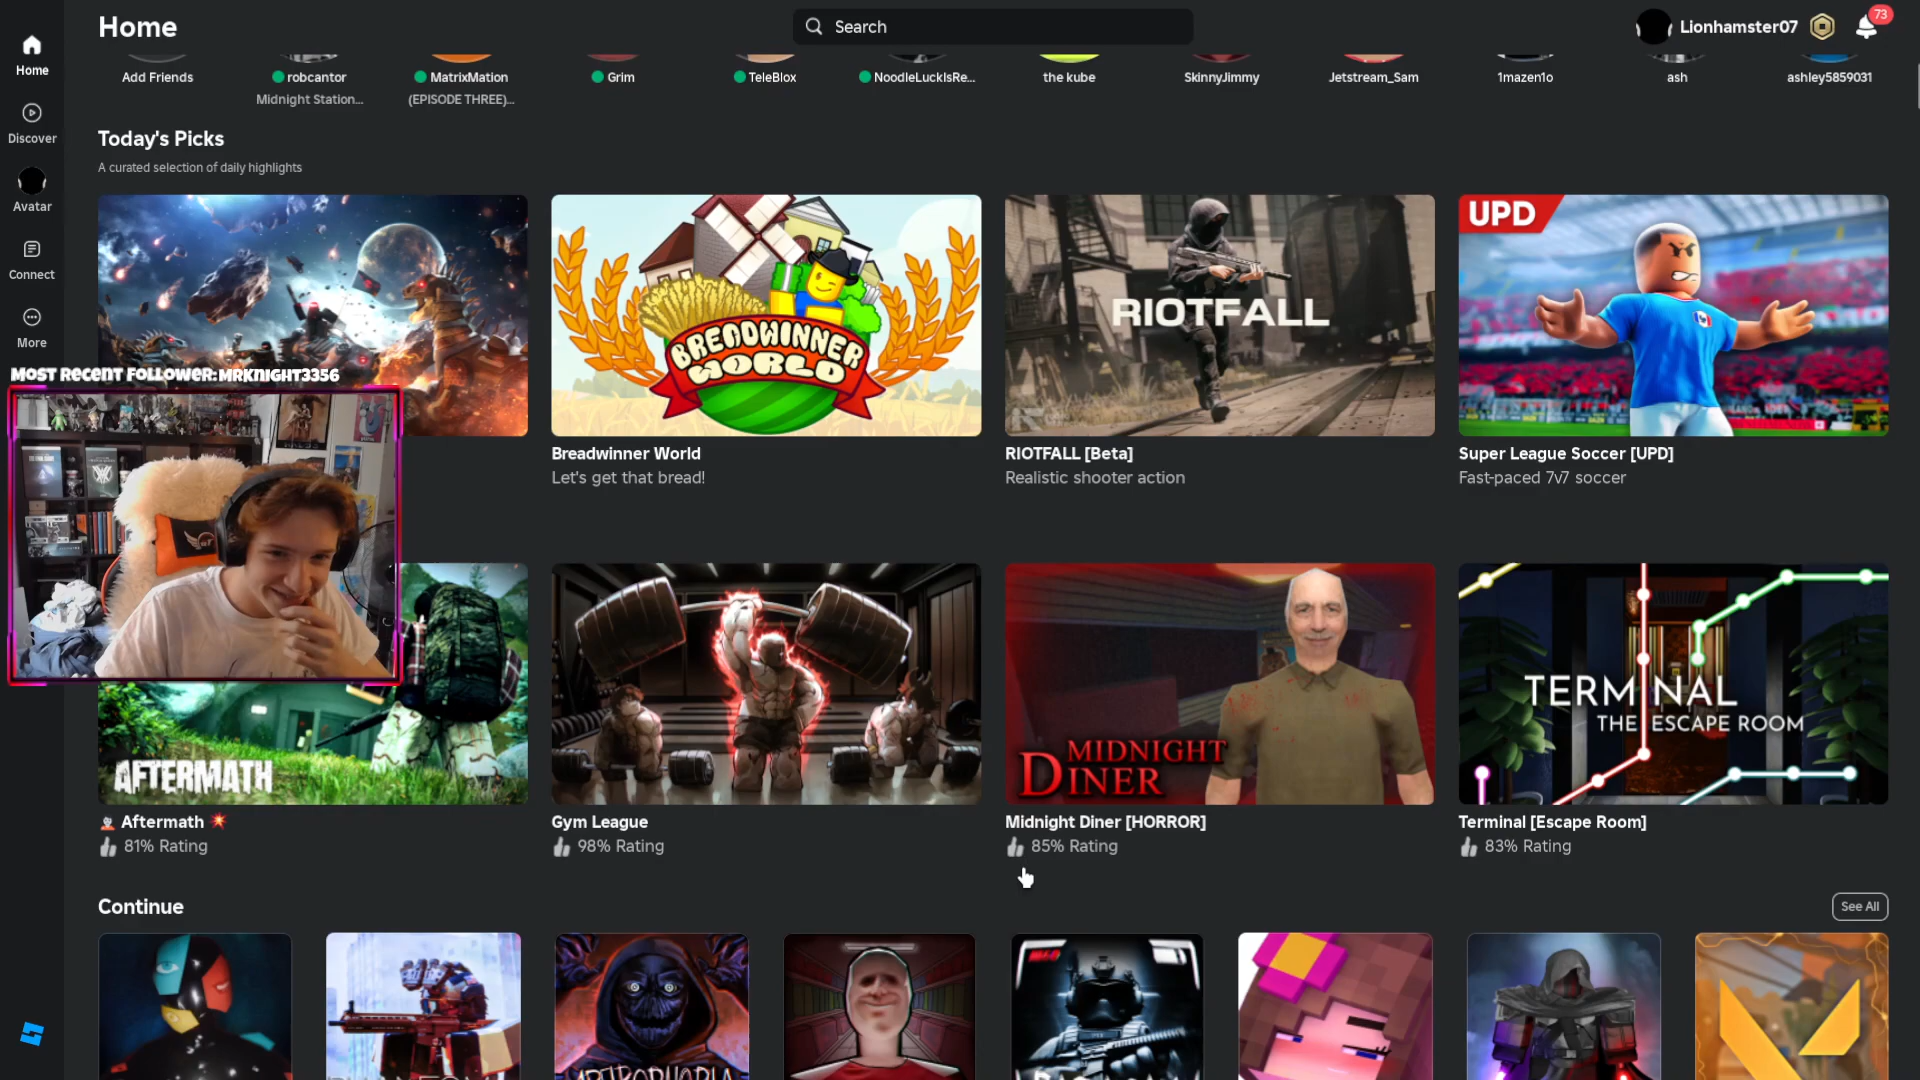 Home
Search
Lionhamster07
73
Home
Discover
Avatar
Connect
More
Add Friends
robcantor
Midnight Station...
MatrixMation
(EPISODE THREE)...
Grim
TeleBlox
NoodleLuckIsRe...
the kube
SkinnyJimmy
Jetstream_Sam
1mazen1o
ash
ashley5859031
Today's Picks
A curated selection of daily highlights
BREADWINNER
WORLD
RIOTFALL
UPD
Breadwinner World
Let's get that bread!
RIOTFALL [Beta]
Realistic shooter action
Super League Soccer [UPD]
Fast-paced 7v7 soccer
Most Recent Follower: MrKnight3356
AFTERMATH
MIDNIGHT
DINER
TERMINAL
THE ESCAPE ROOM
Aftermath
81% Rating
Gym League
98% Rating
Midnight Diner [HORROR]
85% Rating
Terminal [Escape Room]
83% Rating
Continue
See All